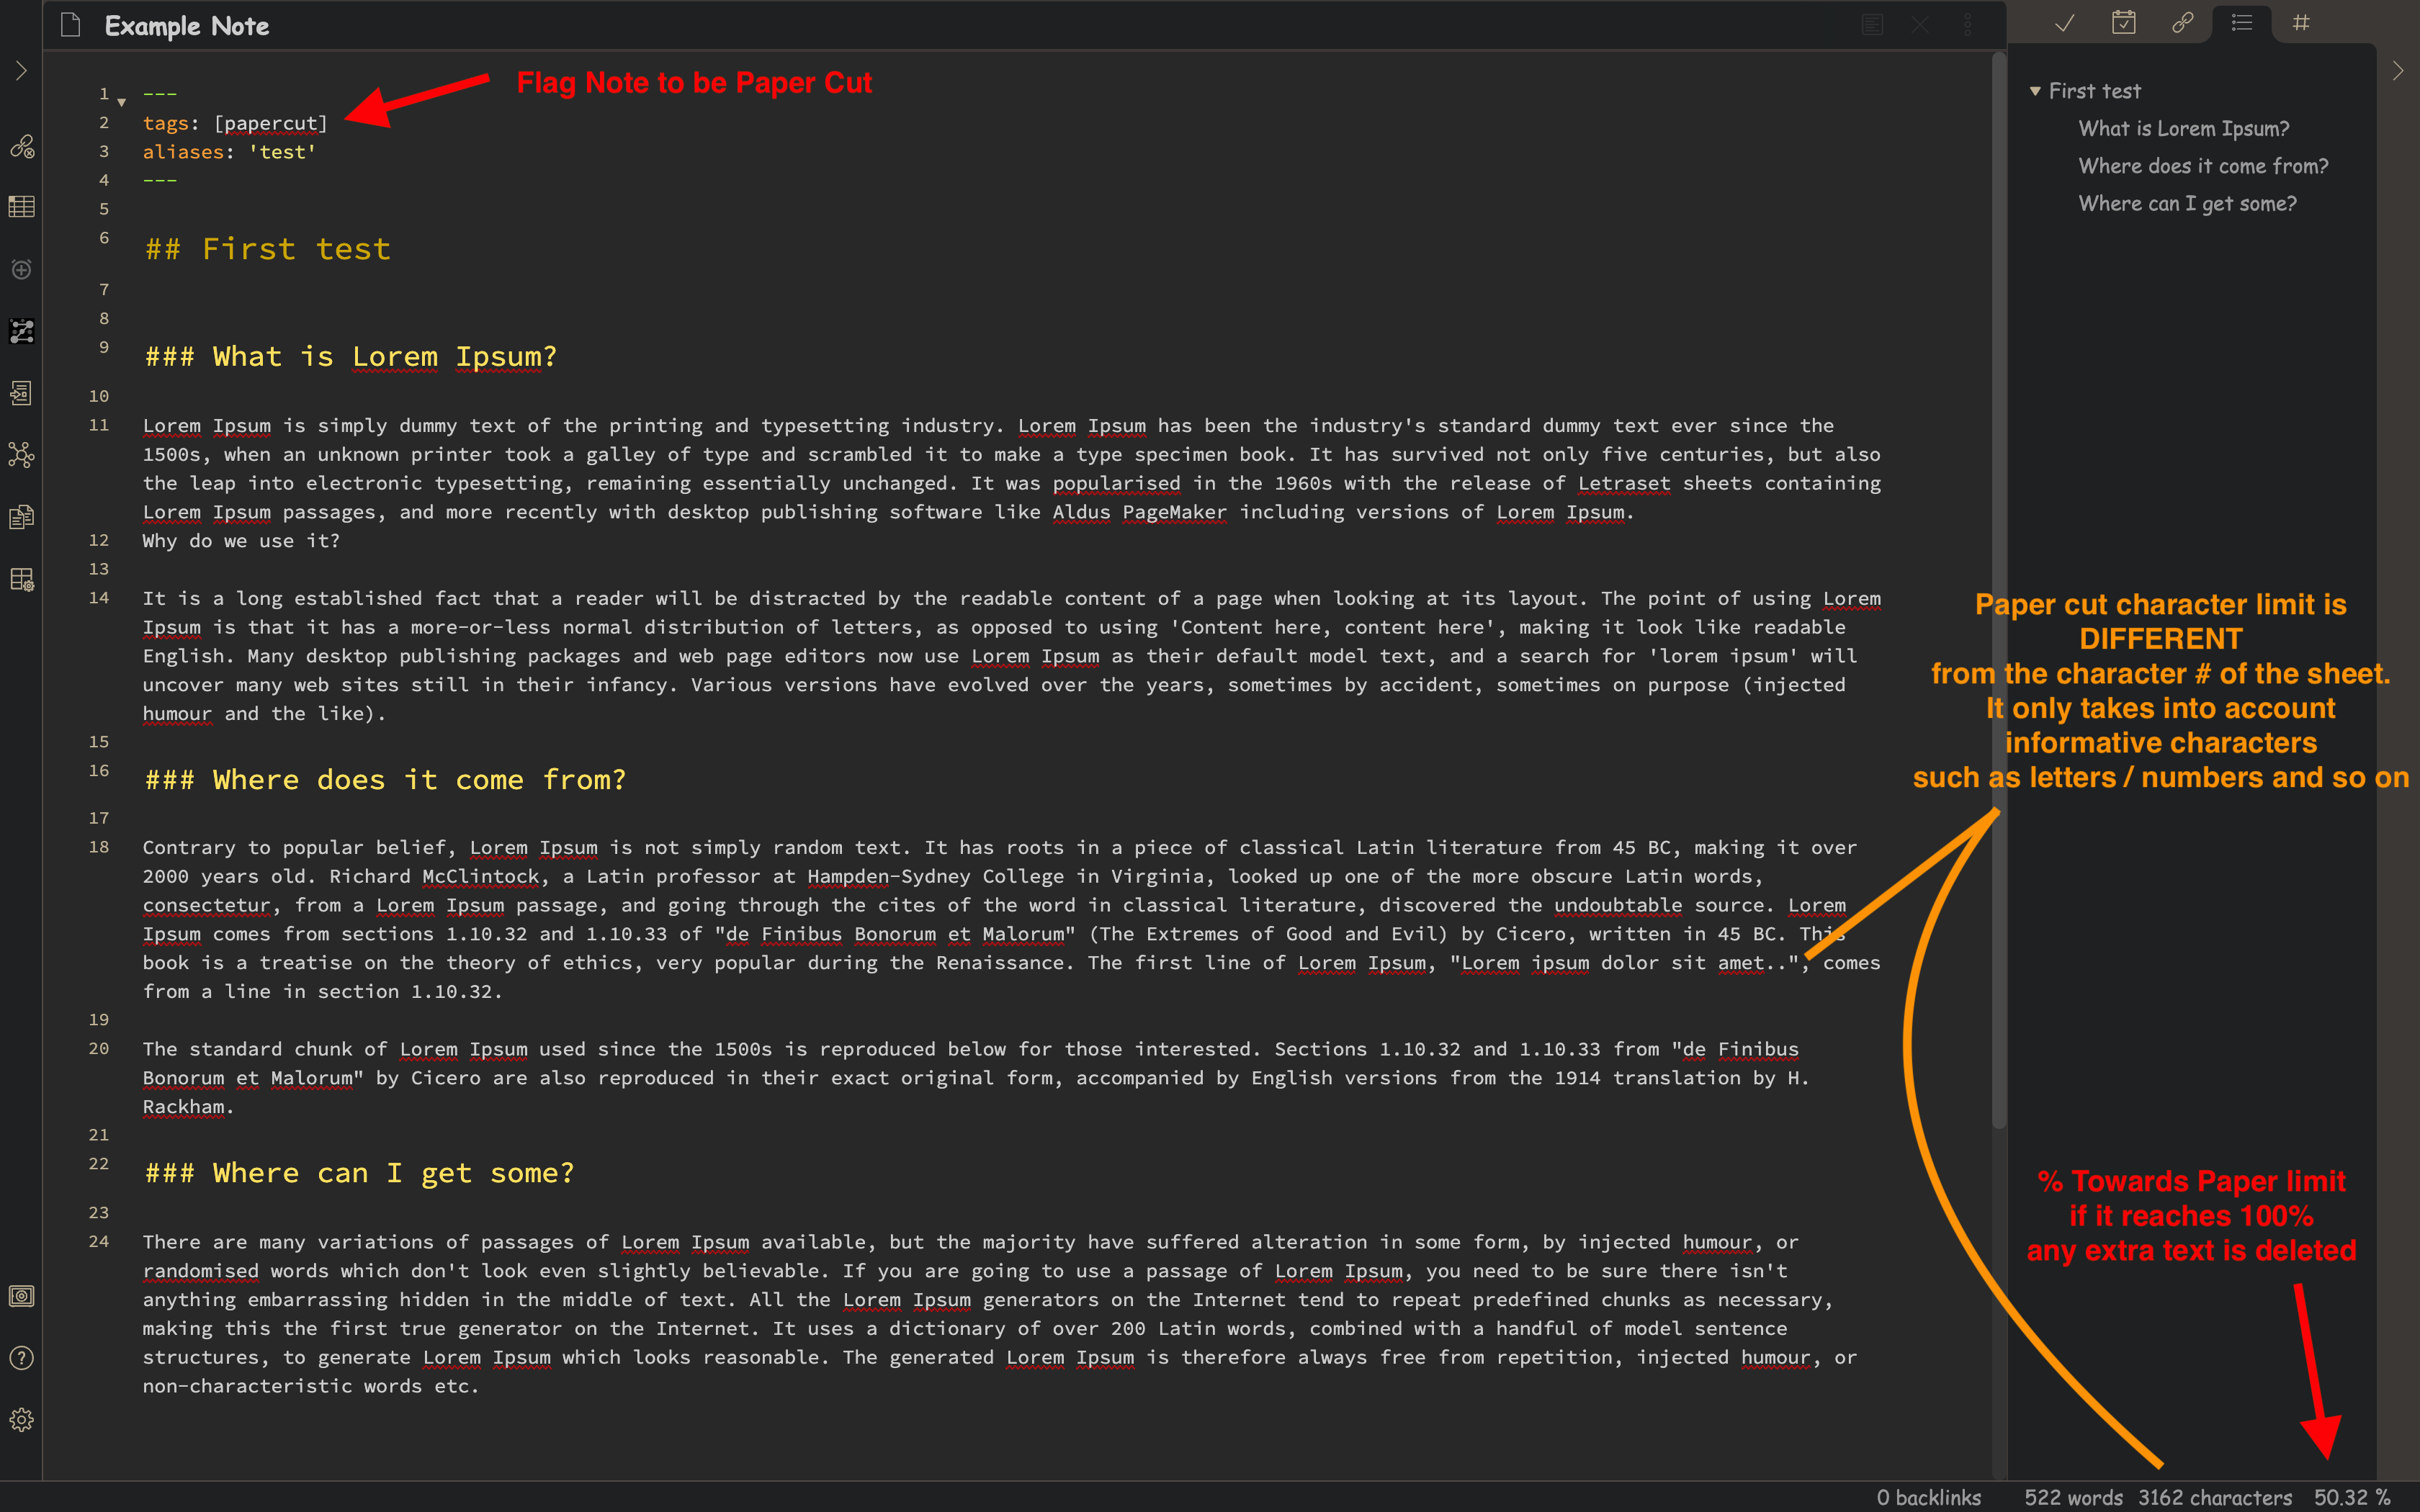 Example Note
Flag Note to be Paper Cut
1 ---
2 tags: [papercut]
3 aliases: 'test'
4 ---
5
6 ## First test
7
8
9 ### What is Lorem Ipsum?
10
11 Lorem Ipsum is simply dummy text of the printing and typesetting industry. Lorem Ipsum has been the industry's standard dummy text ever since the
1500s, when an unknown printer took a galley of type and scrambled it to make a type specimen book. It has survived not only five centuries, but also
the leap into electronic typesetting, remaining essentially unchanged. It was popularised in the 1960s with the release of Letraset sheets containing
Lorem Ipsum passages, and more recently with desktop publishing software like Aldus PageMaker including versions of Lorem Ipsum.
12 Why do we use it?
13
14 It is a long established fact that a reader will be distracted by the readable content of a page when looking at its layout. The point of using Lorem
Ipsum is that it has a more-or-less normal distribution of letters, as opposed to using 'Content here, content here', making it look like readable
English. Many desktop publishing packages and web page editors now use Lorem Ipsum as their default model text, and a search for 'lorem ipsum' will
uncover many web sites still in their infancy. Various versions have evolved over the years, sometimes by accident, sometimes on purpose (injected
humour and the like).
15
16 ### Where does it come from?
17
18 Contrary to popular belief, Lorem Ipsum is not simply random text. It has roots in a piece of classical Latin literature from 45 BC, making it over
2000 years old. Richard McClintock, a Latin professor at Hampden-Sydney College in Virginia, looked up one of the more obscure Latin words,
consectetur, from a Lorem Ipsum passage, and going through the cites of the word in classical literature, discovered the undoubtable source. Lorem
Ipsum comes from sections 1.10.32 and 1.10.33 of "de Finibus Bonorum et Malorum" (The Extremes of Good and Evil) by Cicero, written in 45 BC. This
book is a treatise on the theory of ethics, very popular during the Renaissance. The first line of Lorem Ipsum, "Lorem ipsum dolor sit amet..", comes
from a line in section 1.10.32.
19
20 The standard chunk of Lorem Ipsum used since the 1500s is reproduced below for those interested. Sections 1.10.32 and 1.10.33 from "de Finibus
Bonorum et Malorum" by Cicero are also reproduced in their exact original form, accompanied by English versions from the 1914 translation by H.
Rackham.
21
22 ### Where can I get some?
23
24 There are many variations of passages of Lorem Ipsum available, but the majority have suffered alteration in some form, by injected humour, or
randomised words which don't look even slightly believable. If you are going to use a passage of Lorem Ipsum, you need to be sure there isn't
anything embarrassing hidden in the middle of text. All the Lorem Ipsum generators on the Internet tend to repeat predefined chunks as necessary,
making this the first true generator on the Internet. It uses a dictionary of over 200 Latin words, combined with a handful of model sentence
structures, to generate Lorem Ipsum which looks reasonable. The generated Lorem Ipsum is therefore always free from repetition, injected humour, or
non-characteristic words etc.
First test
What is Lorem Ipsum?
Where does it come from?
Where can I get some?
Paper cut character limit is
DIFFERENT
from the character # of the sheet.
It only takes into account
informative characters
such as letters / numbers and so on
% Towards Paper limit
if it reaches 100%
any extra text is deleted
0 backlinks 522 words 3162 characters 50.32 %